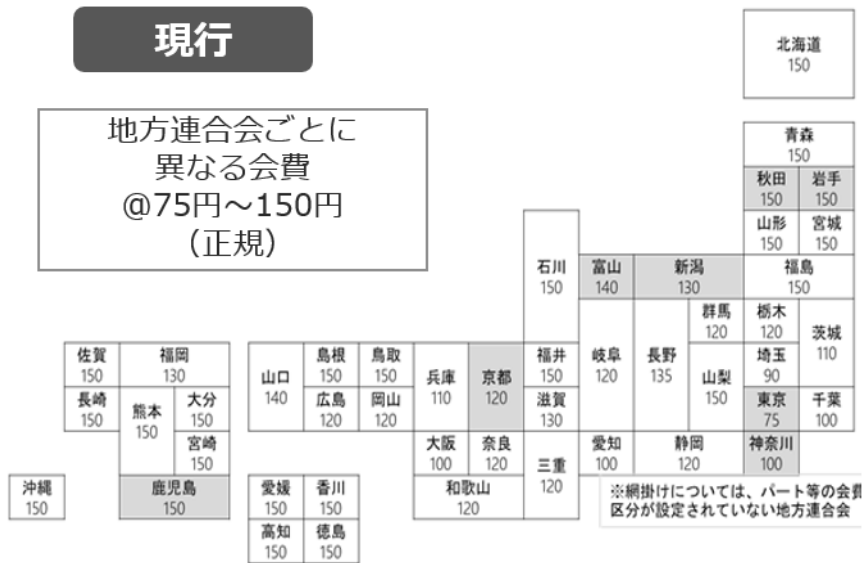 現行
地方連合会ごとに
異なる会費
@75円～150円
（正規）
北海道
150
青森
150
秋田
150
岩手
150
山形
150
宮城
150
石川
150
富山
140
新潟
130
福島
150
群馬
120
栃木
120
茨城
110
佐賀
150
福岡
130
山口
140
島根
150
鳥取
150
兵庫
110
京都
120
福井
150
岐阜
120
長野
135
山梨
150
埼玉
90
長崎
150
熊本
150
大分
150
広島
120
岡山
120
滋賀
130
東京
75
千葉
100
宮崎
150
大阪
100
奈良
120
三重
120
愛知
100
静岡
120
神奈川
100
沖縄
150
鹿児島
150
愛媛
150
香川
150
和歌山
120
高知
150
徳島
150
※網掛けについては、パート等の会費
区分が設定されていない地方連合会